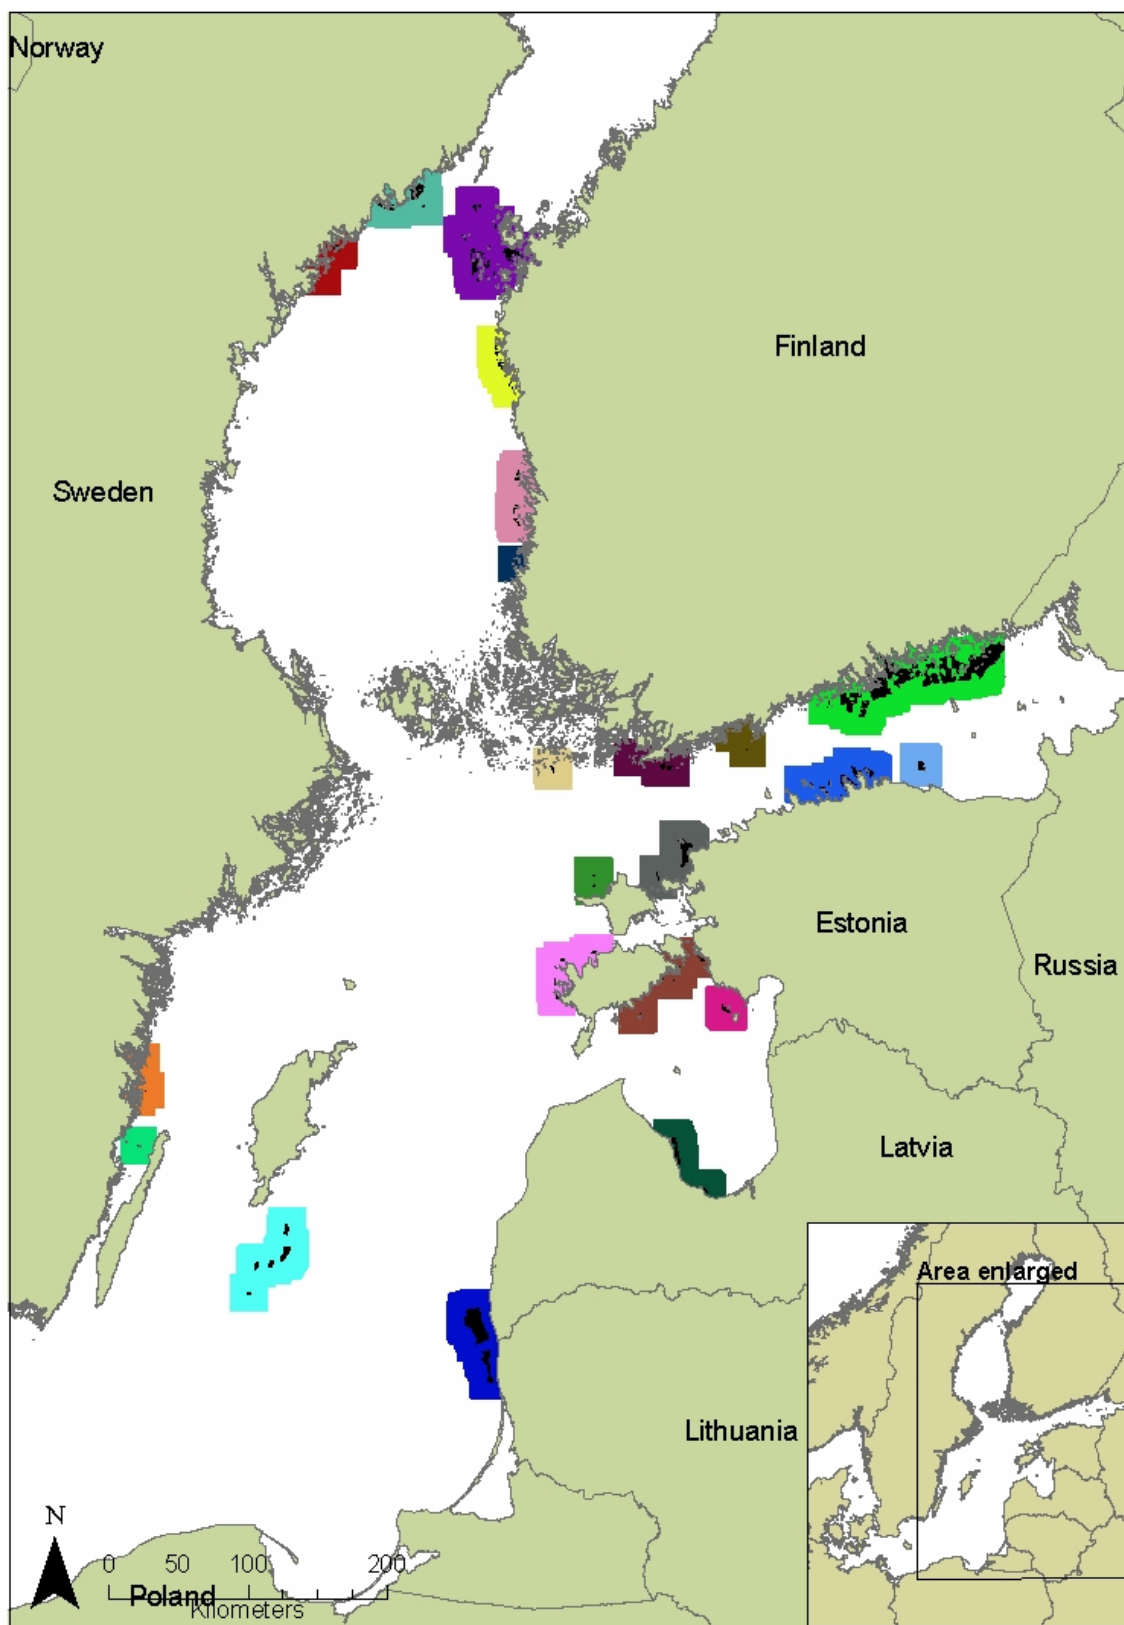 Norway
Finland
Sweden
Estonia
Russia
Latvia
Area enlarged
Lithuania
N
0 50 100 200
Poland
Kilometers